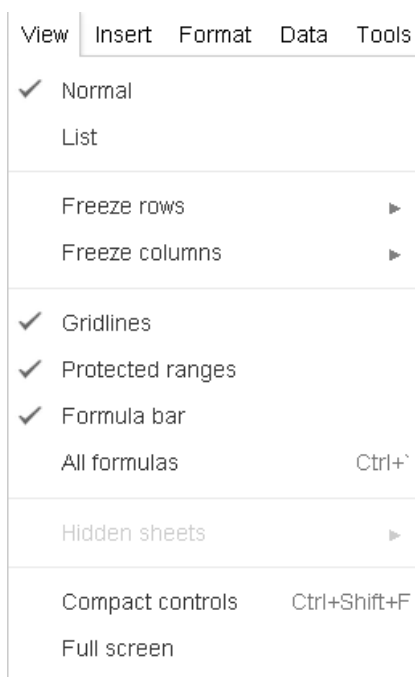 View Insert Format Data Tools
Normal
List
Freeze rows
Freeze columns
Gridlines
Protected ranges
Formula bar
All formulas Ctrl+`
Hidden sheets
Compact controls Ctrl+Shift+F
Full screen